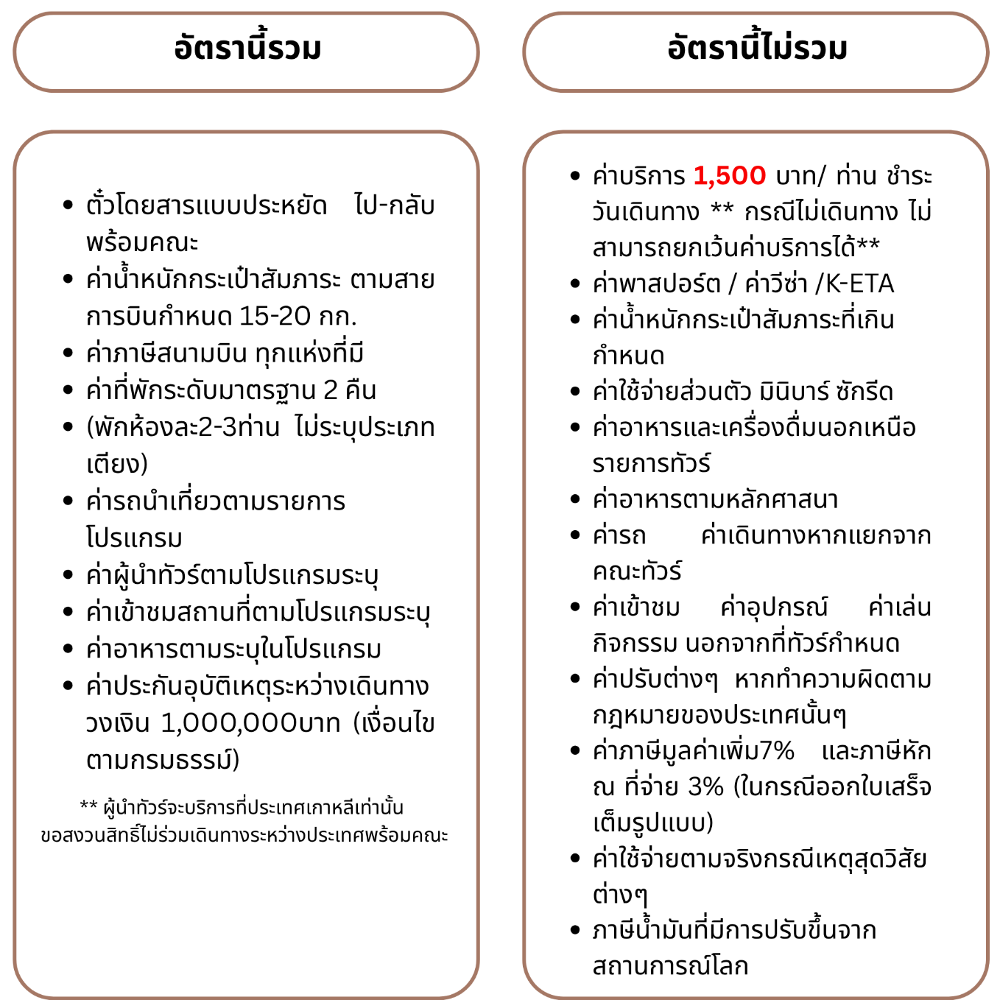 อัตรานี้รวม
ตั๋วโดยสารแบบประหยัด ไป-กลับ
พร้อมคณะ
ค่าน้ำหนักกระเป๋าสัมภาระ ตามสาย
การบินกำหนด 15-20 กก.
ค่าภาษีสนามบิน ทุกแห่งที่มี
ค่าที่พักระดับมาตรฐาน 2 คืน
(พักห้องละ2-3ท่าน ไม่ระบุประเภท
เตียง)
ค่ารถนำเที่ยวตามรายการ
โปรแกรม
ค่าผู้นำทัวร์ตามโปรแกรมระบุ
ค่าเข้าชมสถานที่ตามโปรแกรมระบุ
ค่าอาหารตามระบุในโปรแกรม
ค่าประกันอุบัติเหตุระหว่างเดินทาง
วงเงิน 1,000,000บาท (เงื่อนไข
ตามกรมธรรม์)
** ผู้นำทัวร์จะบริการที่ประเทศเกาหลีเท่านั้น
ขอสงวนสิทธิ์ไม่ร่วมเดินทางระหว่างประเทศพร้อมคณะ
อัตรานี้ไม่รวม
ค่าบริการ 1,500 บาท/ ท่าน ชำระ
วันเดินทาง ** กรณีไม่เดินทาง ไม่
สามารถยกเว้นค่าบริการได้**
ค่าพาสปอร์ต / ค่าวีซ่า /K-ETA
ค่าน้ำหนักกระเป๋าสัมภาระที่เกิน
กำหนด
ค่าใช้จ่ายส่วนตัว มินิบาร์ ซักรีด
ค่าอาหารและเครื่องดื่มนอกเหนือ
รายการทัวร์
ค่าอาหารตามหลักศาสนา
ค่ารถ ค่าเดินทางหากแยกจาก
คณะทัวร์
ค่าเข้าชม ค่าอุปกรณ์ ค่าเล่น
กิจกรรม นอกจากที่ทัวร์กำหนด
ค่าปรับต่างๆ หากทำความผิดตาม
กฎหมายของประเทศนั้นๆ
ค่าภาษีมูลค่าเพิ่ม7% และภาษีหัก
ณ ที่จ่าย 3% (ในกรณีออกใบเสร็จ
เต็มรูปแบบ)
ค่าใช้จ่ายตามจริงกรณีเหตุสุดวิสัย
ต่างๆ
ภาษีน้ำมันที่มีการปรับขึ้นจาก
สถานการณ์โลก